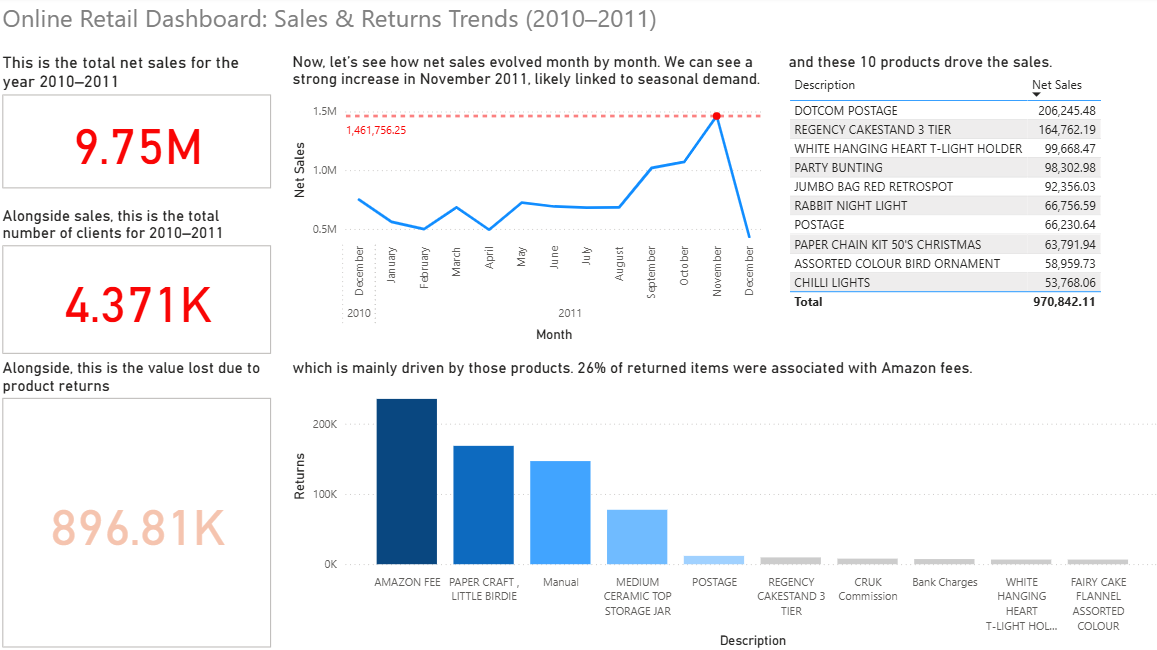 Online Retail Dashboard: Sales & Returns Trends (2010–2011)
This is the total net sales for the
year 2010–2011
9.75M
Alongside sales, this is the total
number of clients for 2010–2011
4.371K
Alongside, this is the value lost due to
product returns
896.81K
Now, let's see how net sales evolved month by month. We can see a
strong increase in November 2011, likely linked to seasonal demand.
Net Sales
1.5M
1.0M
0.5M
1,461,756.25
December
January
February
March
April
May
June
July
August
September
October
November
December
2010
2011
Month
and these 10 products drove the sales.
Description Net Sales
DOTCOM POSTAGE 206,245.48
REGENCY CAKESTAND 3 TIER 164,762.19
WHITE HANGING HEART T-LIGHT HOLDER 99,668.47
PARTY BUNTING 98,302.98
JUMBO BAG RED RETROSPOT 92,356.03
RABBIT NIGHT LIGHT 66,756.59
POSTAGE 66,230.64
PAPER CHAIN KIT 50'S CHRISTMAS 63,791.94
ASSORTED COLOUR BIRD ORNAMENT 58,959.73
CHILLI LIGHTS 53,768.06
Total 970,842.11
which is mainly driven by those products. 26% of returned items were associated with Amazon fees.
Returns
200K
100K
0K
AMAZON FEE
PAPER CRAFT ,
LITTLE BIRDIE
Manual
MEDIUM
CERAMIC TOP
STORAGE JAR
POSTAGE
REGENCY
CAKESTAND 3
TIER
CRUK
Commission
Bank Charges
WHITE
HANGING
HEART
T-LIGHT HOL...
FAIRY CAKE
FLANNEL
ASSORTED
COLOUR
Description